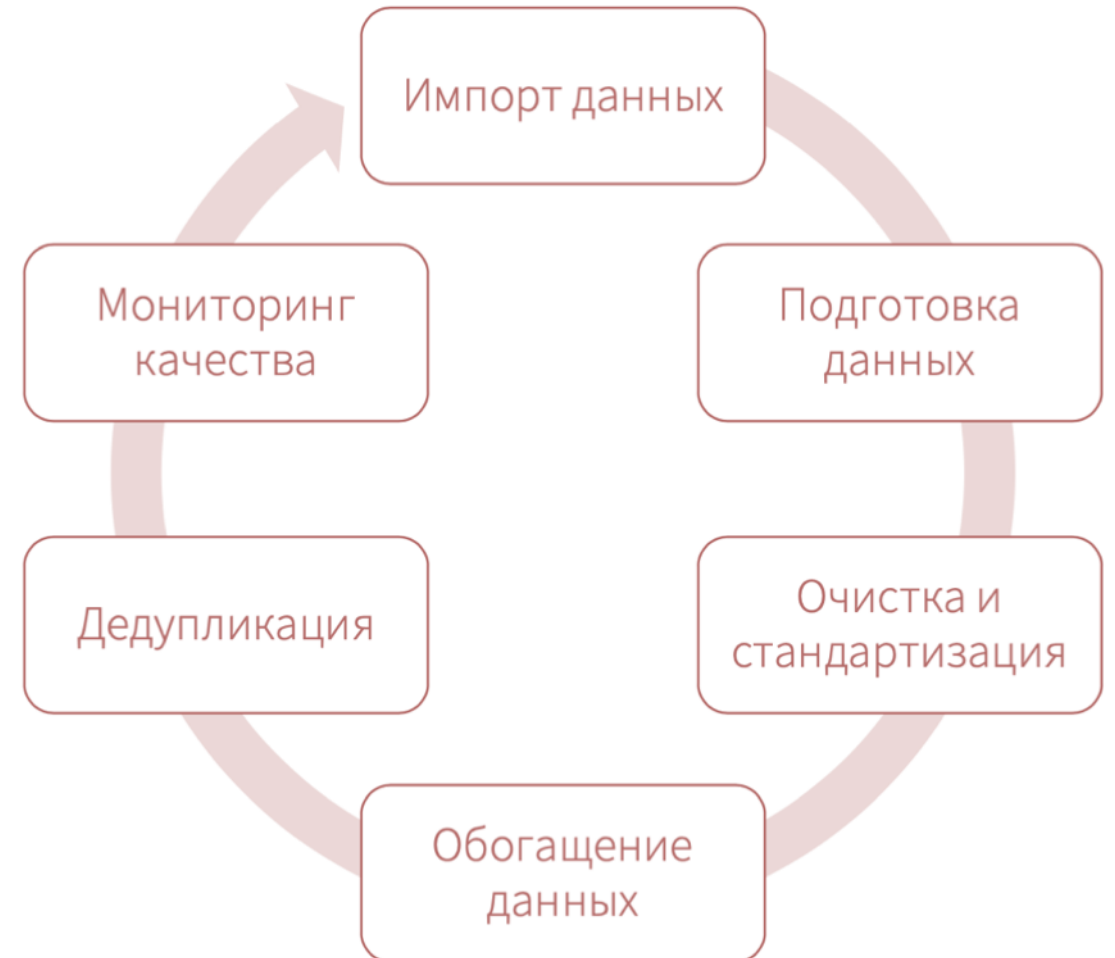 Импорт данных
Подготовка
данных
Очистка и
стандартизация
Обогащение
данных
Дедупликация
Мониторинг
качества